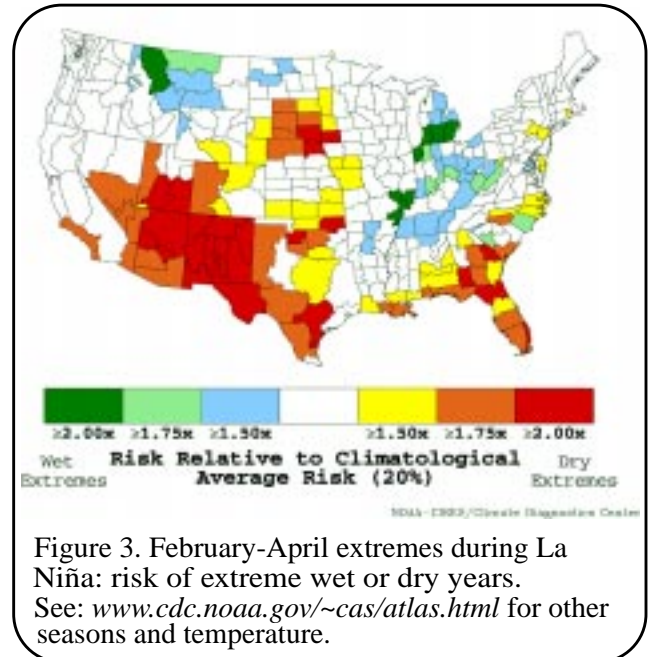 ≥2.00x ≥1.75x ≥1.50x ≥1.50x ≥1.75x ≥2.00x
Wet Risk Relative to Climatological Dry
Extremes Average Risk (20%) Extremes
NOAA-CIRES/Climate Diagnostics Center
Figure 3. February-April extremes during La
Niña: risk of extreme wet or dry years.
See: www.cdc.noaa.gov/~cas/atlas.html for other
seasons and temperature.